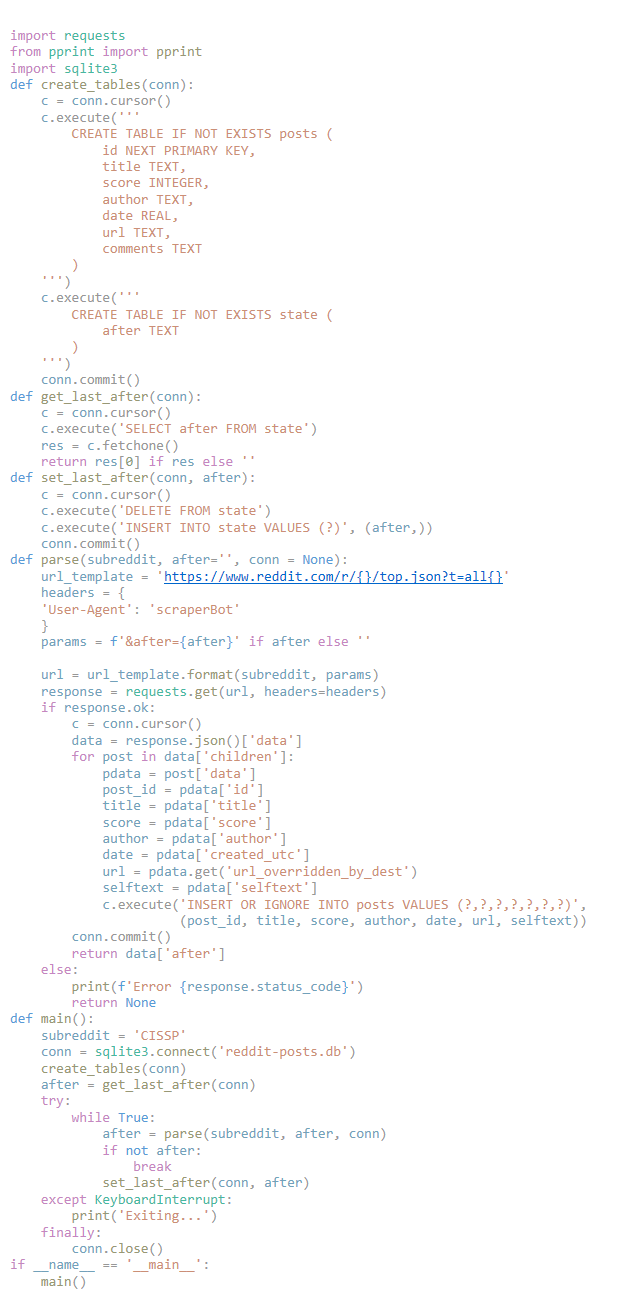 import requests
from pprint import pprint
import sqlite3
def create_tables(conn):
    c = conn.cursor()
    c.execute('''
        CREATE TABLE IF NOT EXISTS posts (
            id NEXT PRIMARY KEY,
            title TEXT,
            score INTEGER,
            author TEXT,
            date REAL,
            url TEXT,
            comments TEXT
        )
    ''')
    c.execute('''
        CREATE TABLE IF NOT EXISTS state (
            after TEXT
        )
    ''')
    conn.commit()
def get_last_after(conn):
    c = conn.cursor()
    c.execute('SELECT after FROM state')
    res = c.fetchone()
    return res[0] if res else ''
def set_last_after(conn, after):
    c = conn.cursor()
    c.execute('DELETE FROM state')
    c.execute('INSERT INTO state VALUES (?)', (after,))
    conn.commit()
def parse(subreddit, after='', conn = None):
    url_template = 'https://www.reddit.com/r/{}/top.json?t=all{}'
    headers = {
    'User-Agent': 'scraperBot'
    }
    params = f'&after={after}' if after else ''
    url = url_template.format(subreddit, params)
    response = requests.get(url, headers=headers)
    if response.ok:
        c = conn.cursor()
        data = response.json()['data']
        for post in data['children']:
            pdata = post['data']
            post_id = pdata['id']
            title = pdata['title']
            score = pdata['score']
            author = pdata['author']
            date = pdata['created_utc']
            url = pdata.get('url_overridden_by_dest')
            selftext = pdata['selftext']
            c.execute('INSERT OR IGNORE INTO posts VALUES (?,?,?,?,?,?,?)',
                      (post_id, title, score, author, date, url, selftext))
        conn.commit()
        return data['after']
    else:
        print(f'Error {response.status_code}')
        return None
def main():
    subreddit = 'CISSP'
    conn = sqlite3.connect('reddit-posts.db')
    create_tables(conn)
    after = get_last_after(conn)
    try:
        while True:
            after = parse(subreddit, after, conn)
            if not after:
                break
            set_last_after(conn, after)
    except KeyboardInterrupt:
        print('Exiting...')
    finally:
        conn.close()
if __name__ == '__main__':
    main()